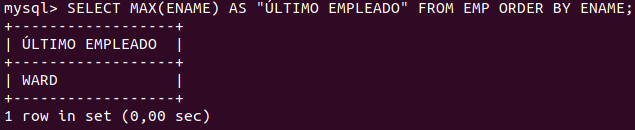 mysql> SELECT MAX(ENAME) AS "ÚLTIMO EMPLEADO" FROM EMP ORDER BY ENAME;
+------------------+
| ÚLTIMO EMPLEADO  |
+------------------+
| WARD             |
+------------------+
1 row in set (0,00 sec)